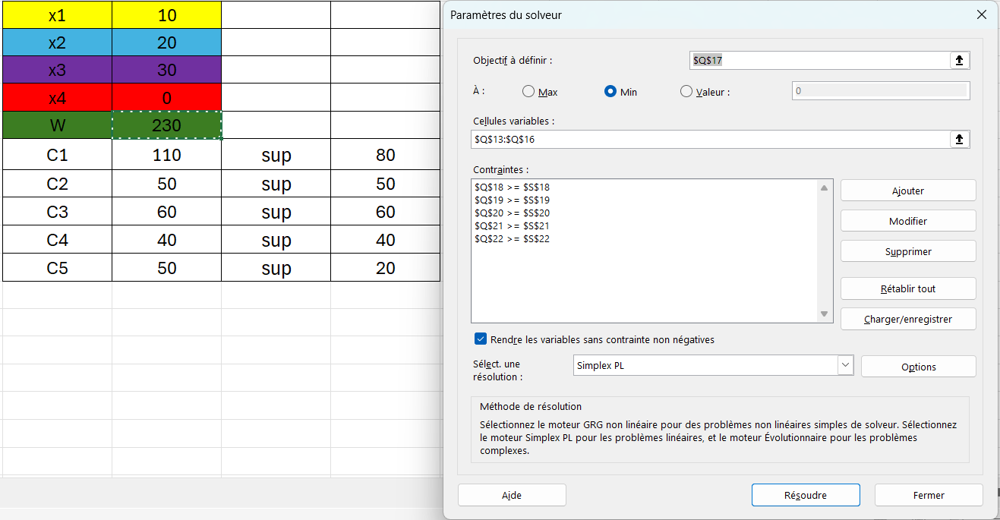 x1 10
x2 20
x3 30
x4 0
W 230
C1 110 sup 80
C2 50 sup 50
C3 60 sup 60
C4 40 sup 40
C5 50 sup 20
Paramètres du solveur
Objectif à définir : $Q$17
À : Max Min Valeur : 0
Cellules variables :
$Q$13:$Q$16
Contraintes :
$Q$18 >= $S$18
$Q$19 >= $S$19
$Q$20 >= $S$20
$Q$21 >= $S$21
$Q$22 >= $S$22
Ajouter
Modifier
Supprimer
Rétablir tout
Charger/enregistrer
Rendre les variables sans contrainte non négatives
Sélect. une
résolution :
Simplex PL
Options
Méthode de résolution
Sélectionnez le moteur GRG non linéaire pour des problèmes non linéaires simples de solveur. Sélectionnez
le moteur Simplex PL pour les problèmes linéaires, et le moteur Évolutionnaire pour les problèmes
complexes.
Aide Résoudre Fermer